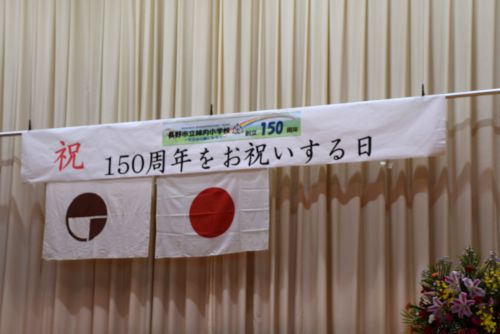 長野市立綿内小学校 創立150周年
祝 150周年をお祝いする日